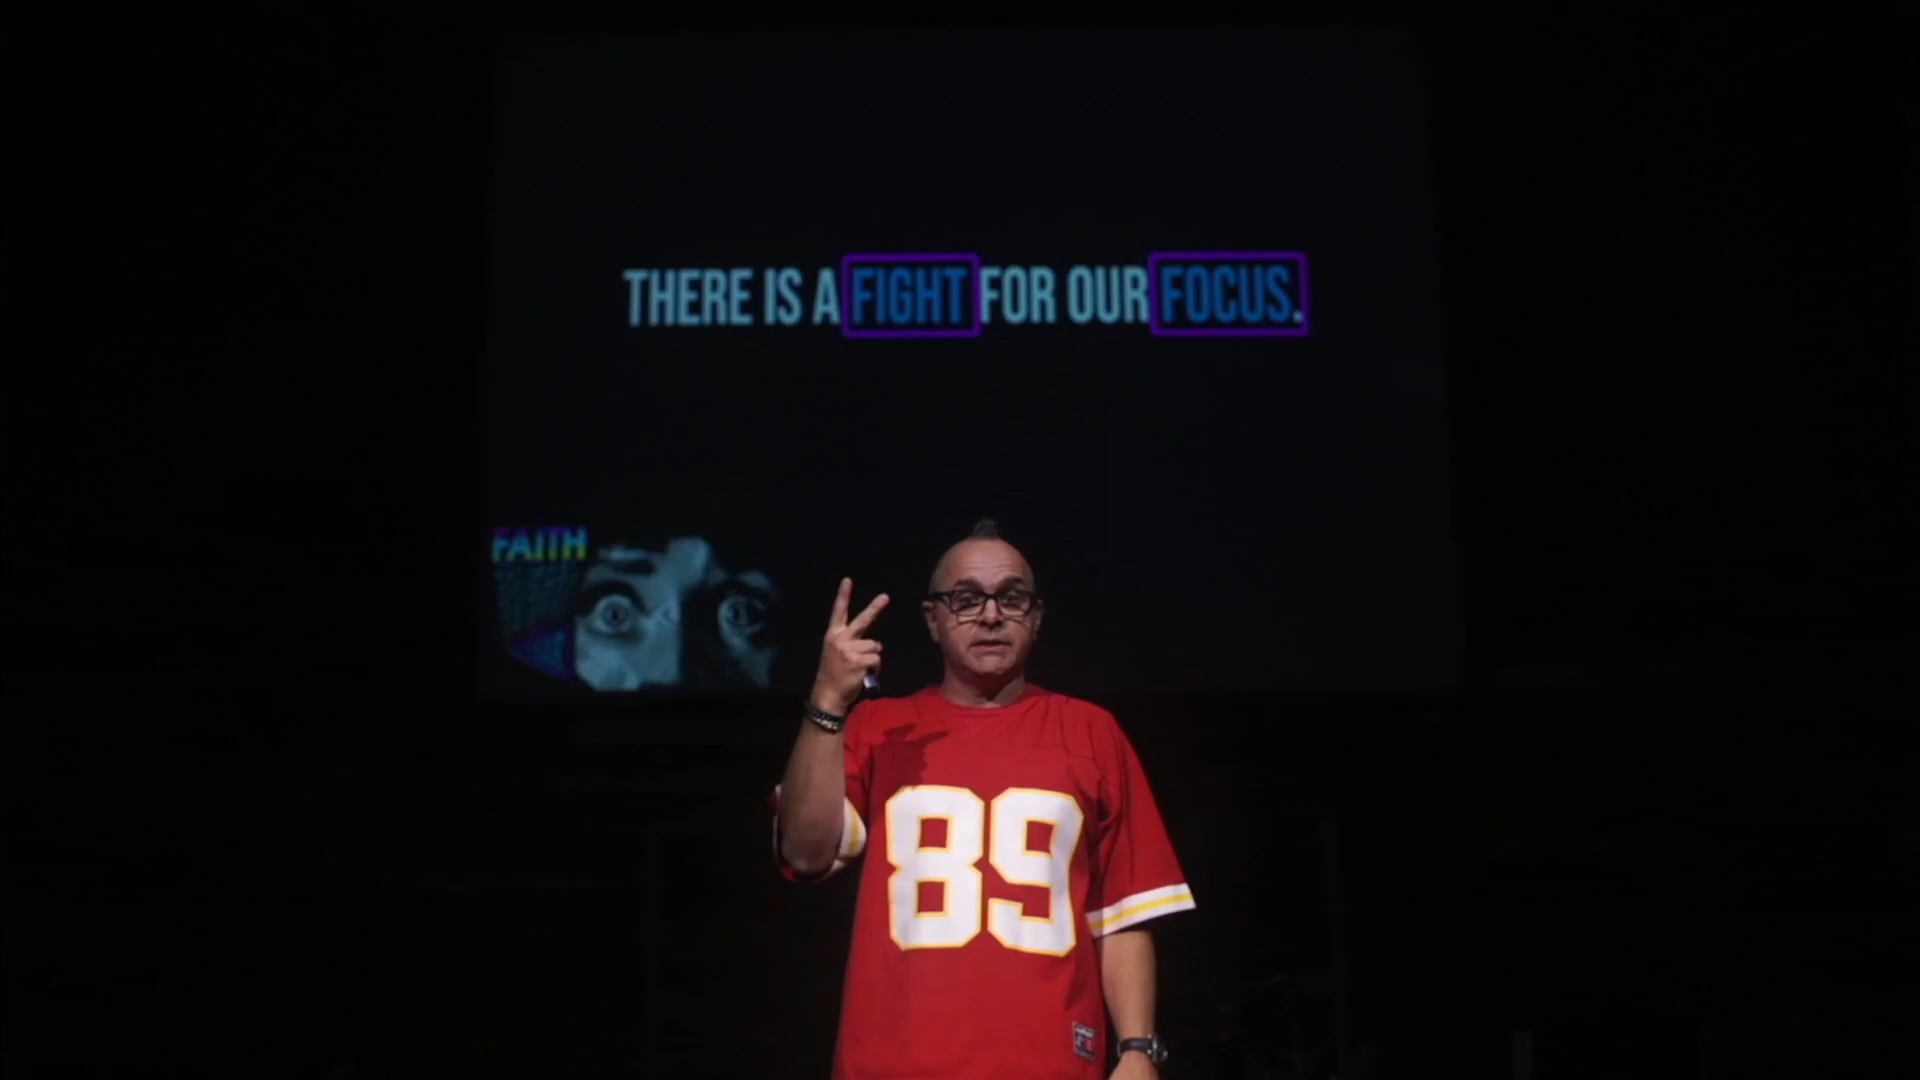 THERE IS A FIGHT FOR OUR FOCUS.
FAITH
89